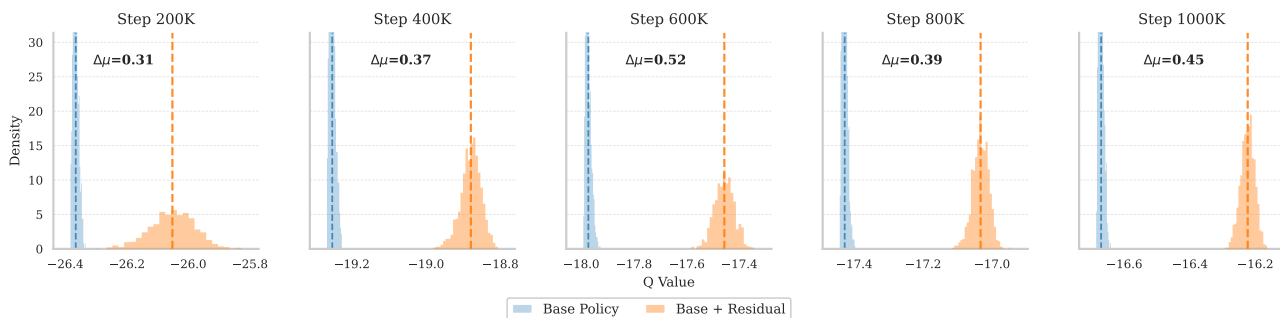 Step 200K
Step 400K
Step 600K
Step 800K
Step 1000K
Density
30
25
20
15
10
5
0
Δμ=0.31
Δμ=0.37
Δμ=0.52
Δμ=0.39
Δμ=0.45
−26.4 −26.2 −26.0 −25.8
−19.2 −19.0 −18.8
−18.0 −17.8 −17.6 −17.4
−17.4 −17.2 −17.0
−16.6 −16.4 −16.2
Q Value
Base Policy
Base + Residual